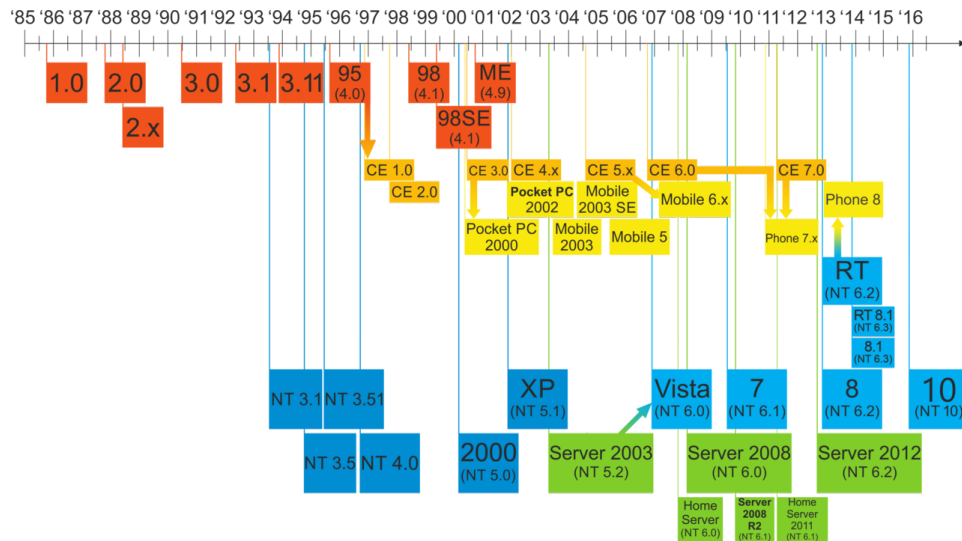 '85 '86 '87 '88 '89 '90 '91 '92 '93 '94 '95 '96 '97 '98 '99 '00 '01 '02 '03 '04 '05 '06 '07 '08 '09 '10 '11 '12 '13 '14 '15 '16
1.0
2.0
3.0
3.1
3.11
95
(4.0)
98
(4.1)
ME
(4.9)
2.x
98SE
(4.1)
CE 1.0
CE 3.0
CE 4.x
CE 5.x
CE 6.0
CE 7.0
CE 2.0
Pocket PC
2002
Mobile
2003 SE
Mobile 6.x
Phone 8
Pocket PC
2000
Mobile
2003
Mobile 5
Phone 7.x
RT
(NT 6.2)
RT 8.1
(NT 6.3)
8.1
(NT 6.3)
NT 3.1
NT 3.51
XP
(NT 5.1)
Vista
(NT 6.0)
7
(NT 6.1)
8
(NT 6.2)
10
(NT 10)
NT 3.5
NT 4.0
2000
(NT 5.0)
Server 2003
(NT 5.2)
Server 2008
(NT 6.0)
Server 2012
(NT 6.2)
Home
Server
(NT 6.0)
Server
2008
R2
(NT 6.1)
Home
Server
2011
(NT 6.1)